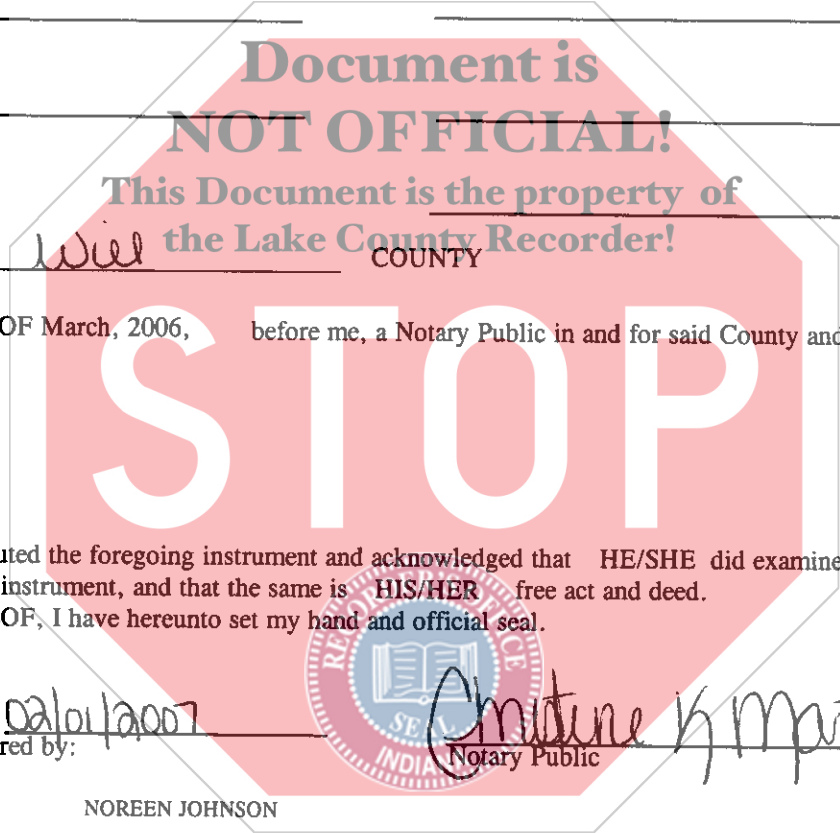 Document is
NOT OFFICIAL!
This Document is the property of
the Lake County Recorder!
Will COUNTY
OF March, 2006, before me, a Notary Public in and for said County and
STOP
uted the foregoing instrument and acknowledged that HE/SHE did examine
instrument, and that the same is HIS/HER free act and deed.
OF, I have hereunto set my hand and official seal.
SEAL
02/01/2007 Christine K Mar
red by: Notary Public
NOREEN JOHNSON